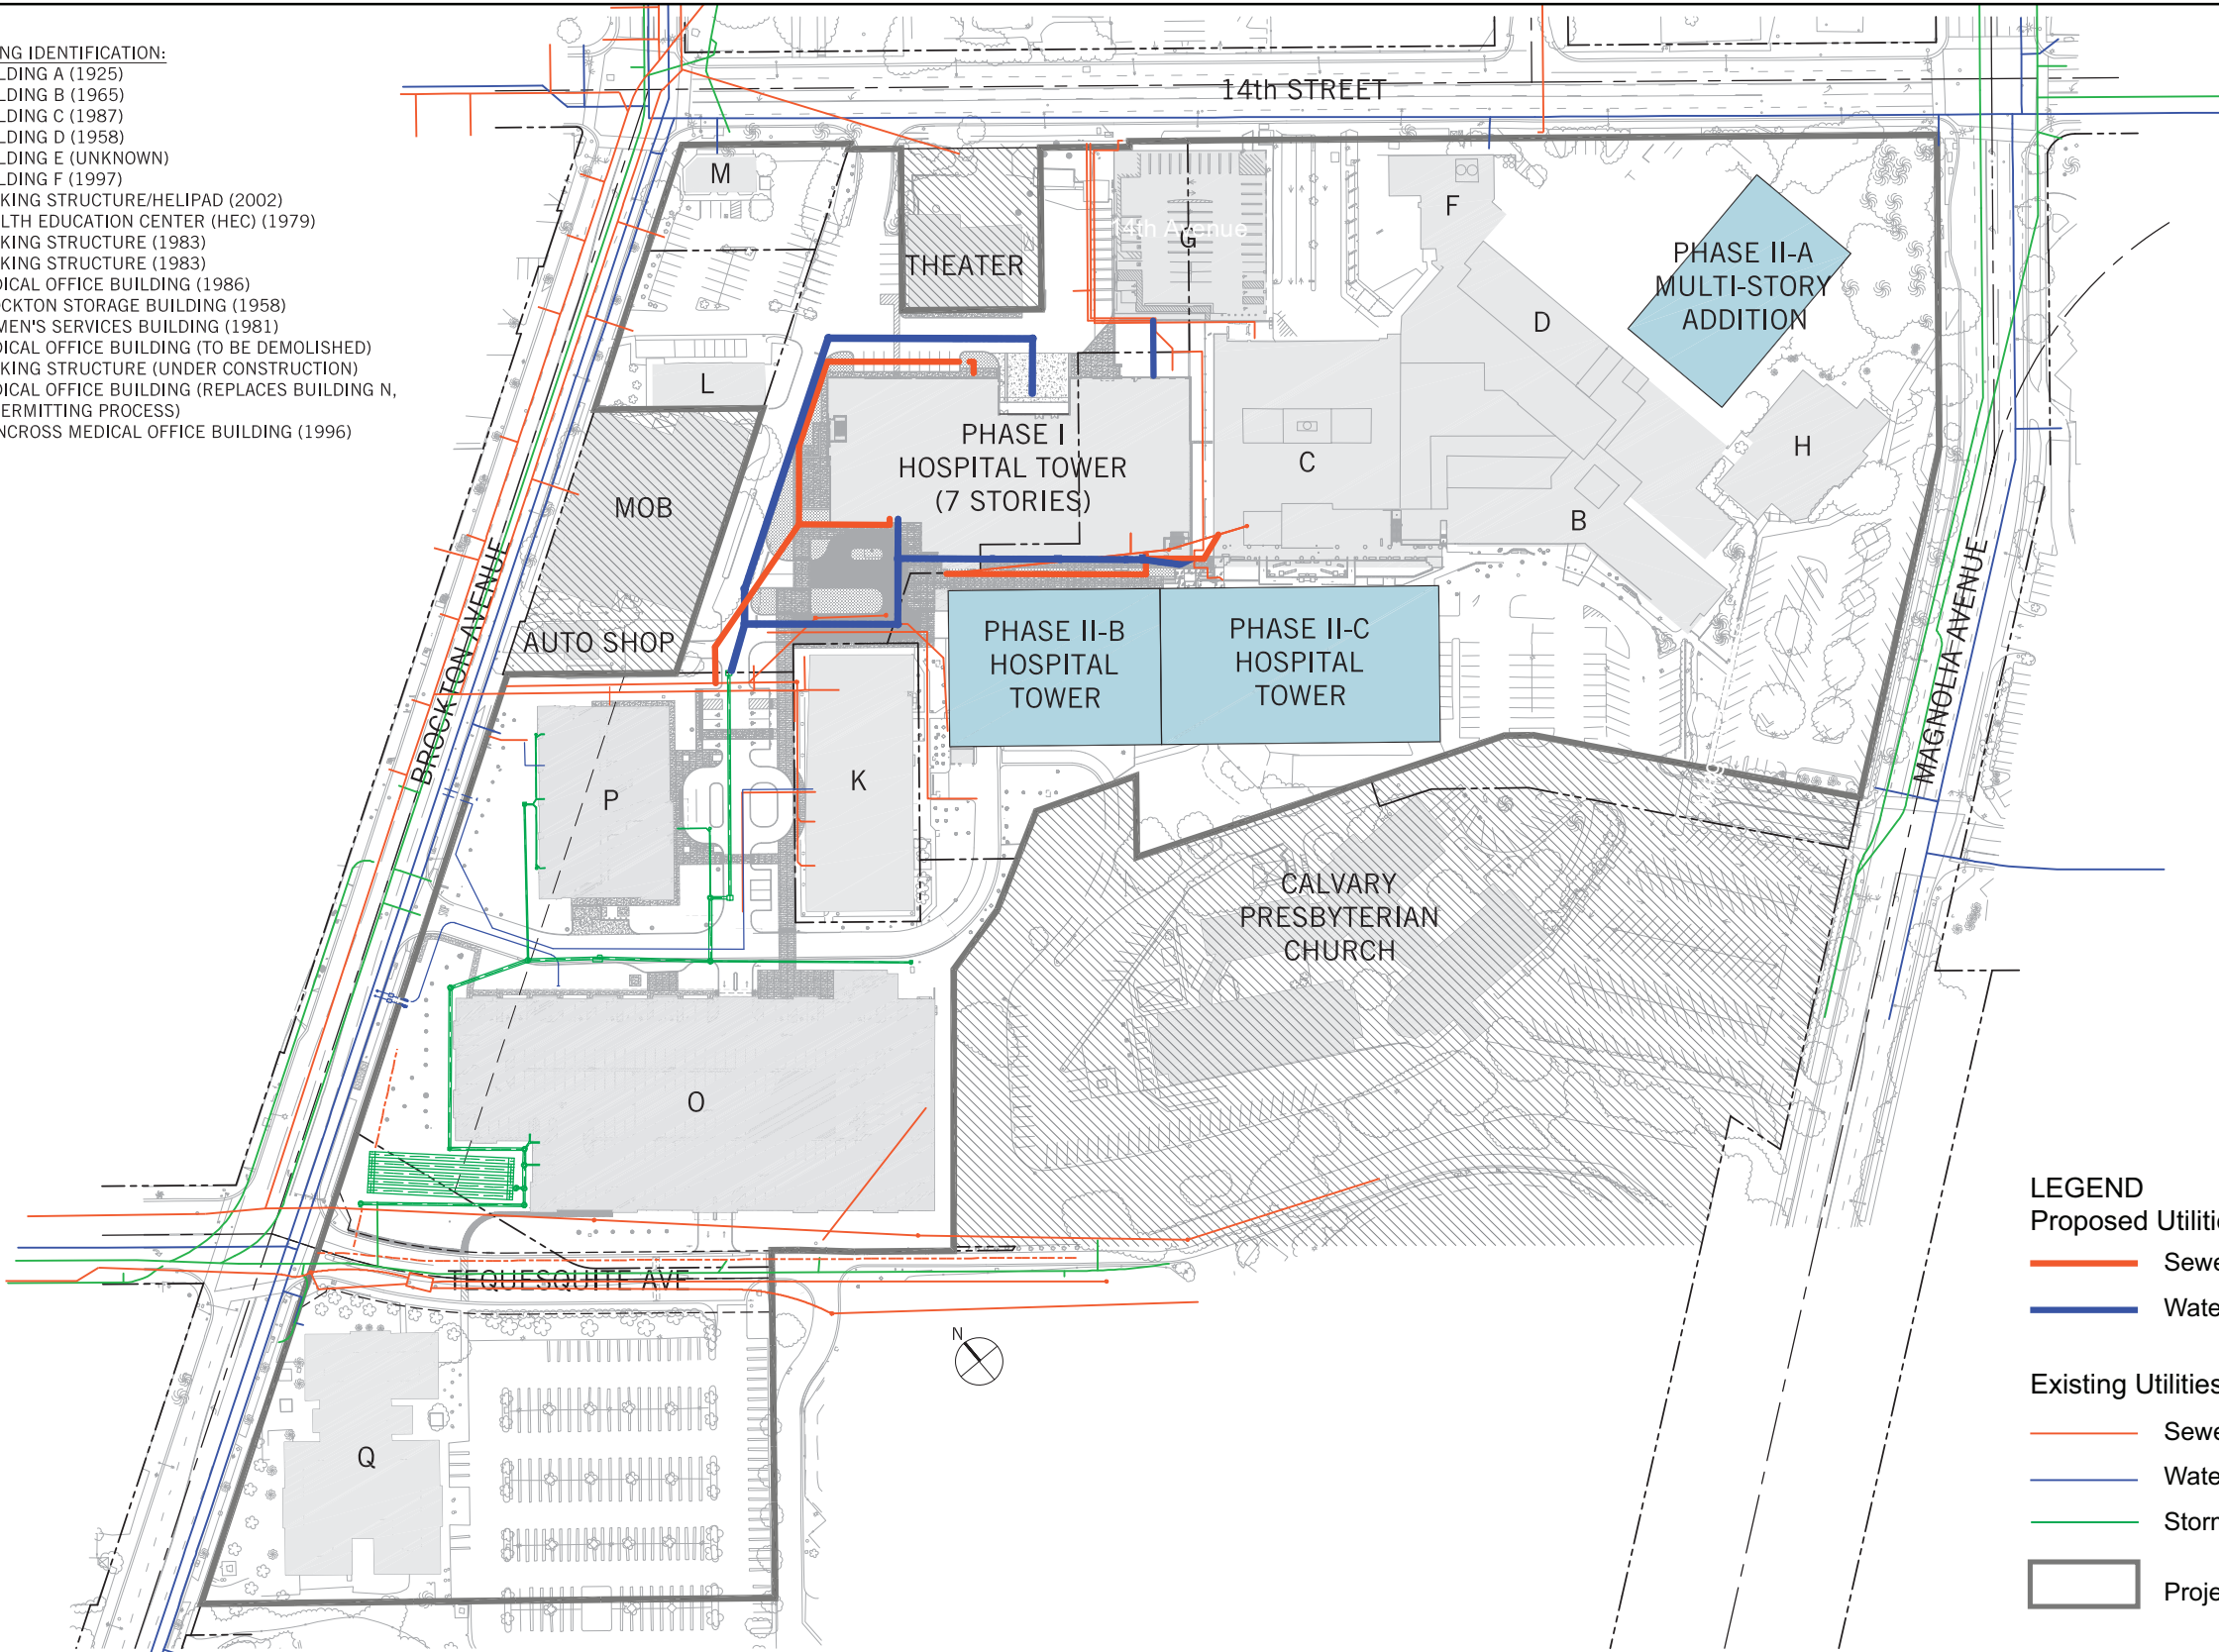 NG IDENTIFICATION:
LDING A (1925)
LDING B (1965)
LDING C (1987)
LDING D (1958)
LDING E (UNKNOWN)
LDING F (1997)
KING STRUCTURE/HELIPAD (2002)
LTH EDUCATION CENTER (HEC) (1979)
KING STRUCTURE (1983)
KING STRUCTURE (1983)
DICAL OFFICE BUILDING (1986)
OCKTON STORAGE BUILDING (1958)
MEN'S SERVICES BUILDING (1981)
DICAL OFFICE BUILDING (TO BE DEMOLISHED)
KING STRUCTURE (UNDER CONSTRUCTION)
DICAL OFFICE BUILDING (REPLACES BUILDING N,
ERMITTING PROCESS)
NCROSS MEDICAL OFFICE BUILDING (1996)
14th STREET
M
THEATER
14th Avenue
G
F
PHASE II-A
MULTI-STORY
ADDITION
D
L
PHASE I
HOSPITAL TOWER
(7 STORIES)
C
H
B
MOB
AUTO SHOP
BROCKTON AVENUE
PHASE II-B
HOSPITAL
TOWER
PHASE II-C
HOSPITAL
TOWER
MAGNOLIA AVENUE
P
K
CALVARY
PRESBYTERIAN
CHURCH
O
TEQUESQUITE AVE
N
Q
LEGEND
Proposed Utilitie
Sewe
Wate
Existing Utilities
Sewe
Wate
Storm
Proje